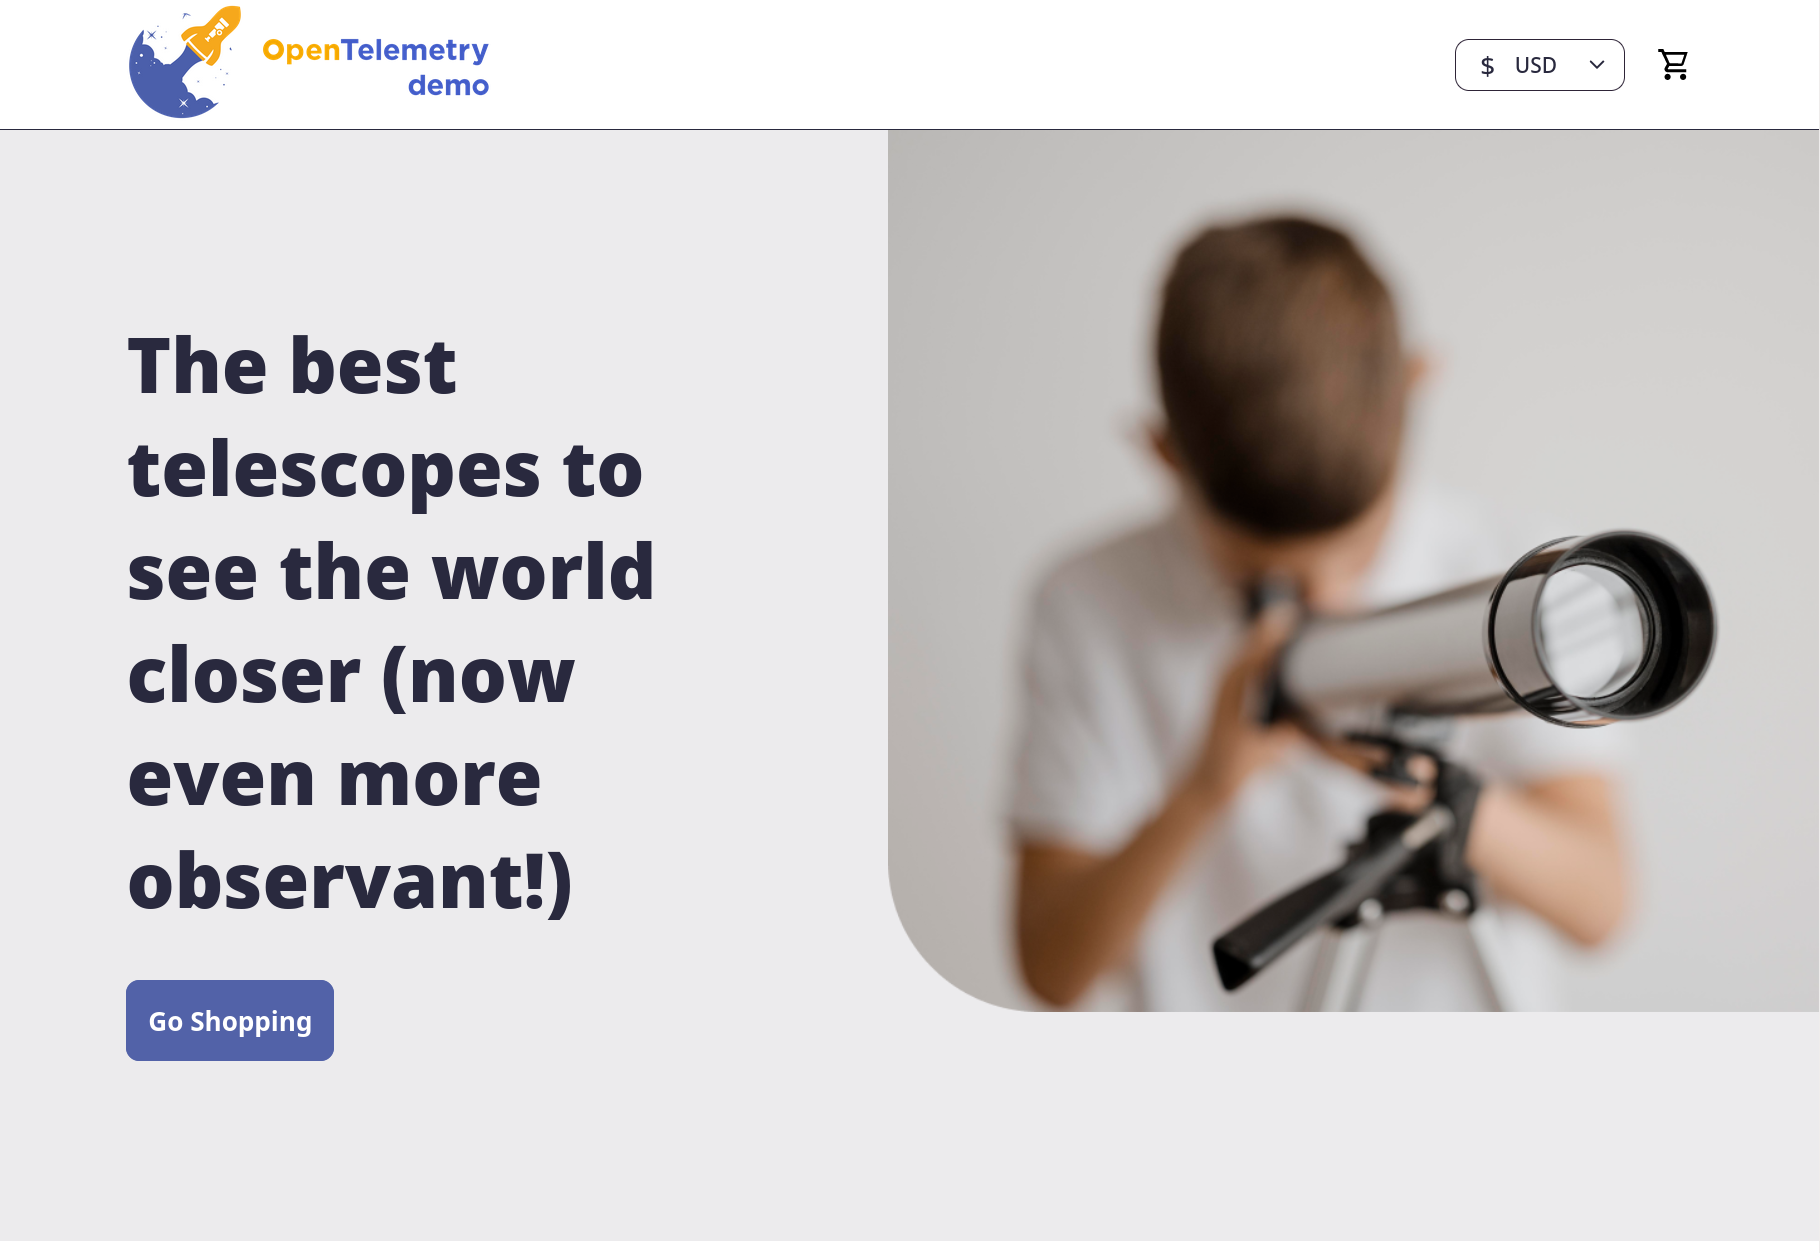 OpenTelemetry
demo
$ USD
The best
telescopes to
see the world
closer (now
even more
observant!)
Go Shopping